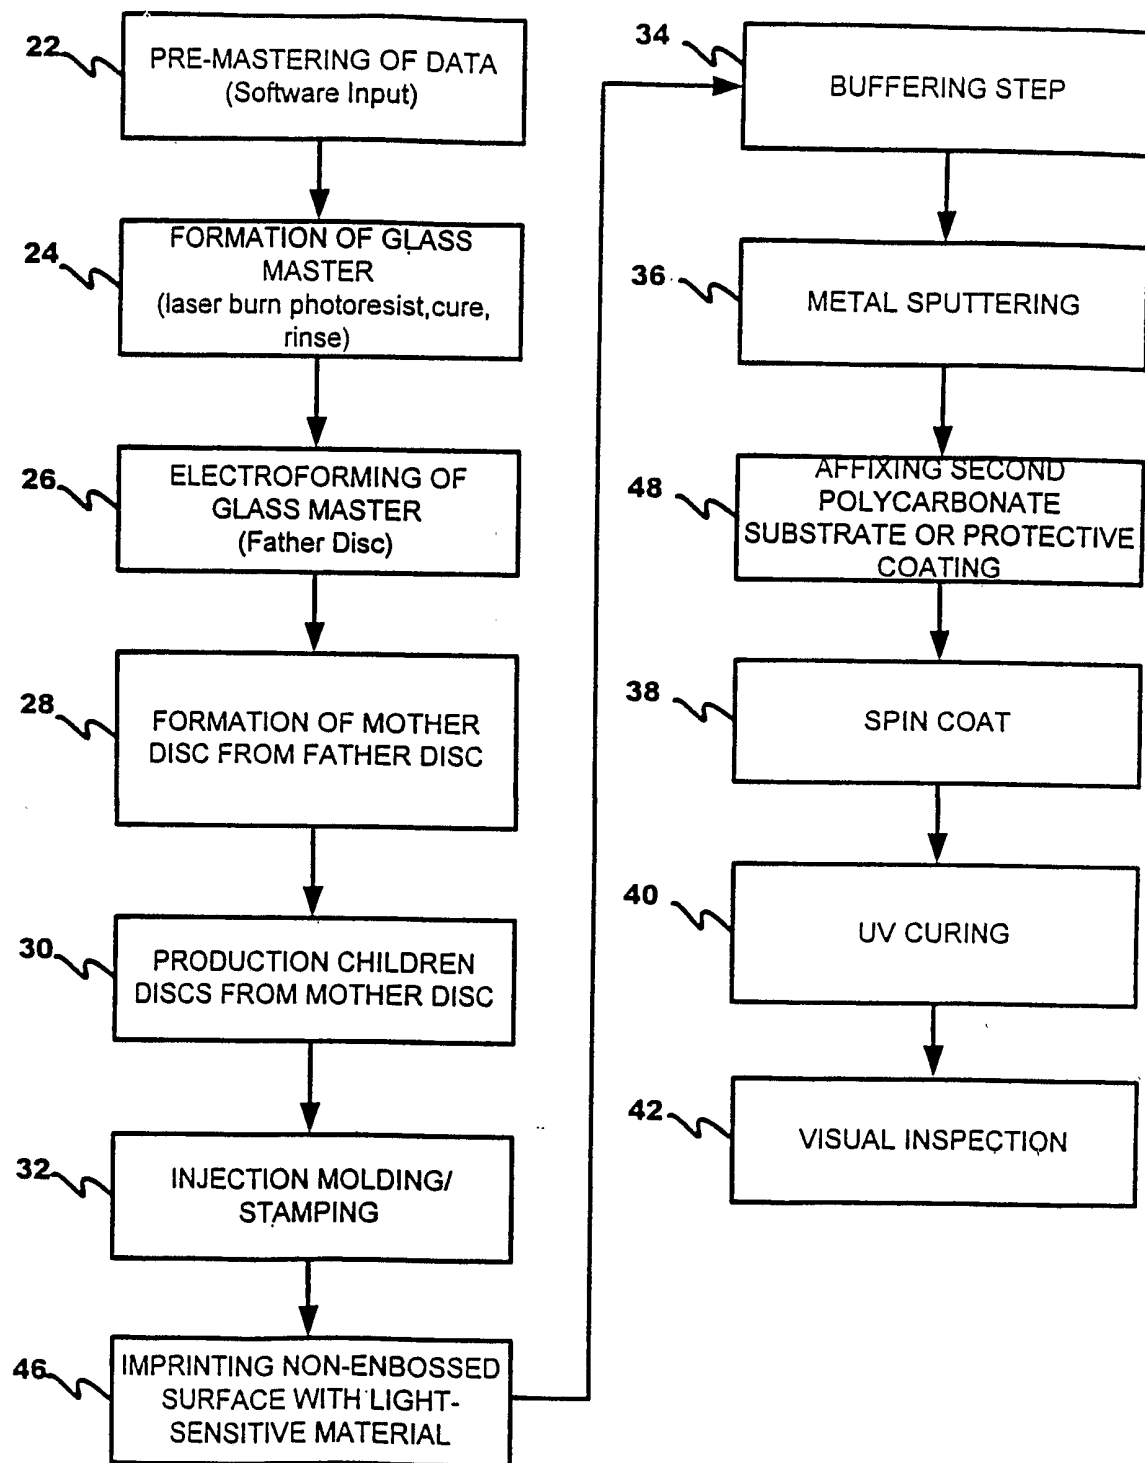 22
PRE-MASTERING OF DATA
(Software Input)
24
FORMATION OF GLASS
MASTER
(laser burn photoresist,cure,
rinse)
26
ELECTROFORMING OF
GLASS MASTER
(Father Disc)
28
FORMATION OF MOTHER
DISC FROM FATHER DISC
30
PRODUCTION CHILDREN
DISCS FROM MOTHER DISC
32
INJECTION MOLDING/
STAMPING
46
IMPRINTING NON-ENBOSSED
SURFACE WITH LIGHT-
SENSITIVE MATERIAL
34
BUFFERING STEP
36
METAL SPUTTERING
48
AFFIXING SECOND
POLYCARBONATE
SUBSTRATE OR PROTECTIVE
COATING
38
SPIN COAT
40
UV CURING
42
VISUAL INSPECTION